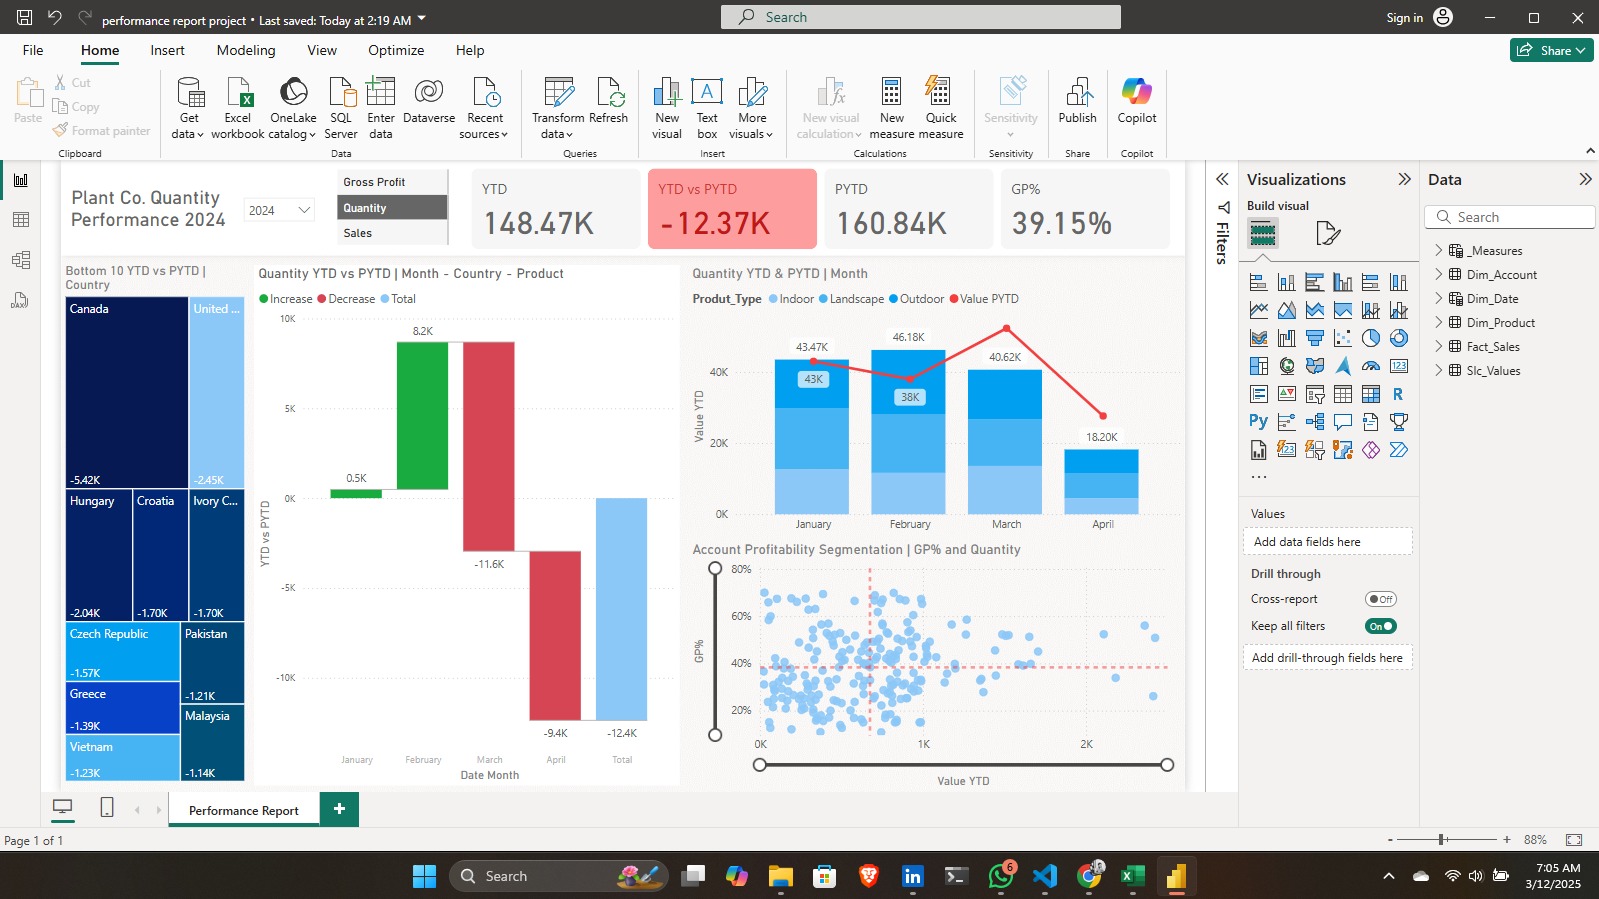 performance report project • Last saved: Today at 2:19 AM
Search
Sign in
File
Home
Insert
Modeling
View
Optimize
Help
Share
Paste
Cut
Copy
Format painter
Clipboard
Get data
Excel workbook
OneLake catalog
SQL Server
Enter data
Dataverse
Recent sources
Data
Transform data
Refresh
Queries
New visual
Text box
More visuals
Insert
New visual calculation
New measure
Quick measure
Calculations
Sensitivity
Sensitivity
Publish
Share
Copilot
Copilot
Plant Co. Quantity
Performance 2024
2024
Gross Profit
Quantity
Sales
YTD
148.47K
YTD vs PYTD
-12.37K
PYTD
160.84K
GP%
39.15%
Bottom 10 YTD vs PYTD |
Country
Canada
-5.42K
United ...
-2.45K
Hungary
-2.04K
Croatia
-1.70K
Ivory C...
-1.70K
Czech Republic
-1.57K
Pakistan
-1.21K
Greece
-1.39K
Malaysia
-1.14K
Vietnam
-1.23K
Quantity YTD vs PYTD | Month - Country - Product
Increase Decrease Total
10K
5K
0K
-5K
-10K
YTD vs PYTD
0.5K
8.2K
-11.6K
-9.4K
-12.4K
January
February
March
April
Total
Date Month
Quantity YTD & PYTD | Month
Produt_Type Indoor Landscape Outdoor Value PYTD
Value YTD
40K
20K
0K
43.47K
43K
46.18K
38K
40.62K
18.20K
January
February
March
April
Account Profitability Segmentation | GP% and Quantity
GP%
80%
60%
40%
20%
0K
1K
2K
Value YTD
Filters
Visualizations
Build visual
R
Py
123
123
...
Values
Add data fields here
Drill through
Cross-report
Off
Keep all filters
On
Add drill-through fields here
Data
Search
_Measures
Dim_Account
Dim_Date
Dim_Product
Fact_Sales
Slc_Values
DAX
Performance Report
+
Page 1 of 1
- + 88%
Search
in
6
7:05 AM
3/12/2025